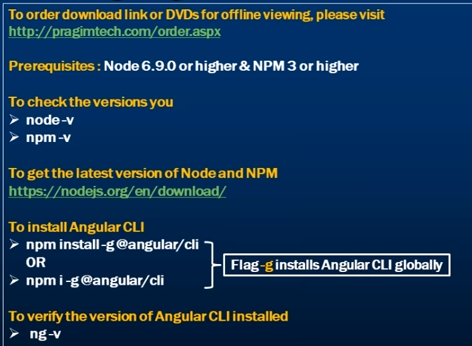 To order download link or DVDs for offline viewing, please visit
http://pragimtech.com/order.aspx
Prerequisites : Node 6.9.0 or higher & NPM 3 or higher
To check the versions you
➢ node -v
➢ npm -v
To get the latest version of Node and NPM
https://nodejs.org/en/download/
To install Angular CLI
➢ npm install -g @angular/cli
OR
➢ npm i -g @angular/cli
Flag -g installs Angular CLI globally
To verify the version of Angular CLI installed
➢ ng -v